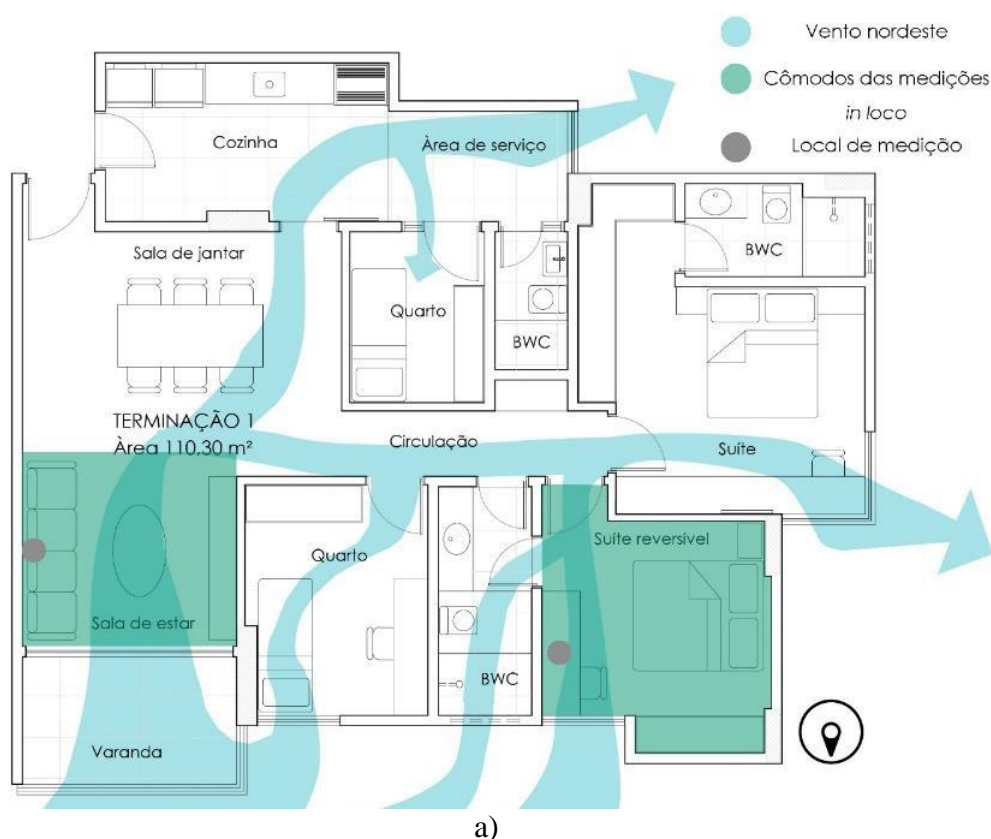 Vento nordeste
Cômodos das medições
in loco
Local de medição
Cozinha
Àrea de serviço
BWC
Sala de jantar
Quarto
BWC
TERMINAÇÃO 1
Àrea 110,30 m²
Circulação
Suíte
Quarto
Suíte reversível
Sala de estar
BWC
Varanda
a)